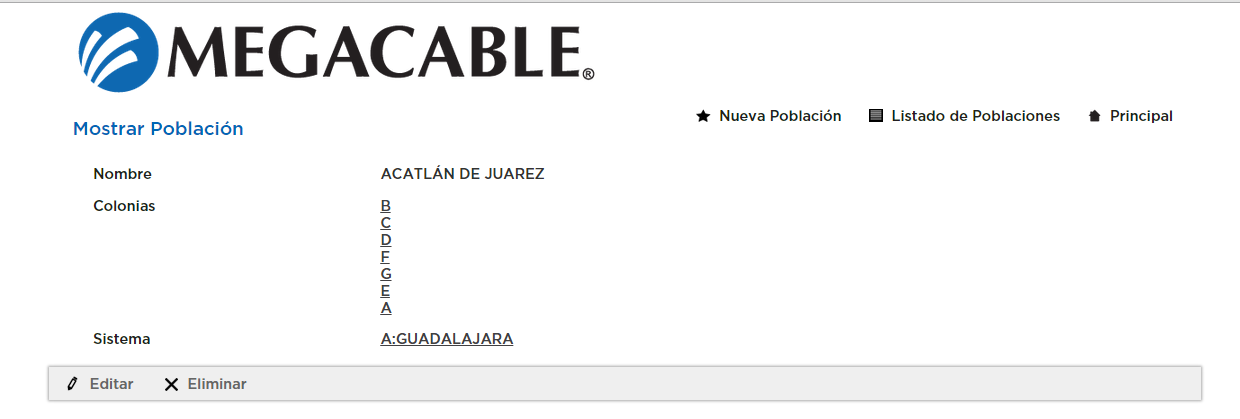 MEGACABLE®
Mostrar Población
Nueva Población Listado de Poblaciones Principal
Nombre ACATLÁN DE JUAREZ
Colonias B
C
D
F
G
E
A
Sistema A:GUADALAJARA
Editar Eliminar